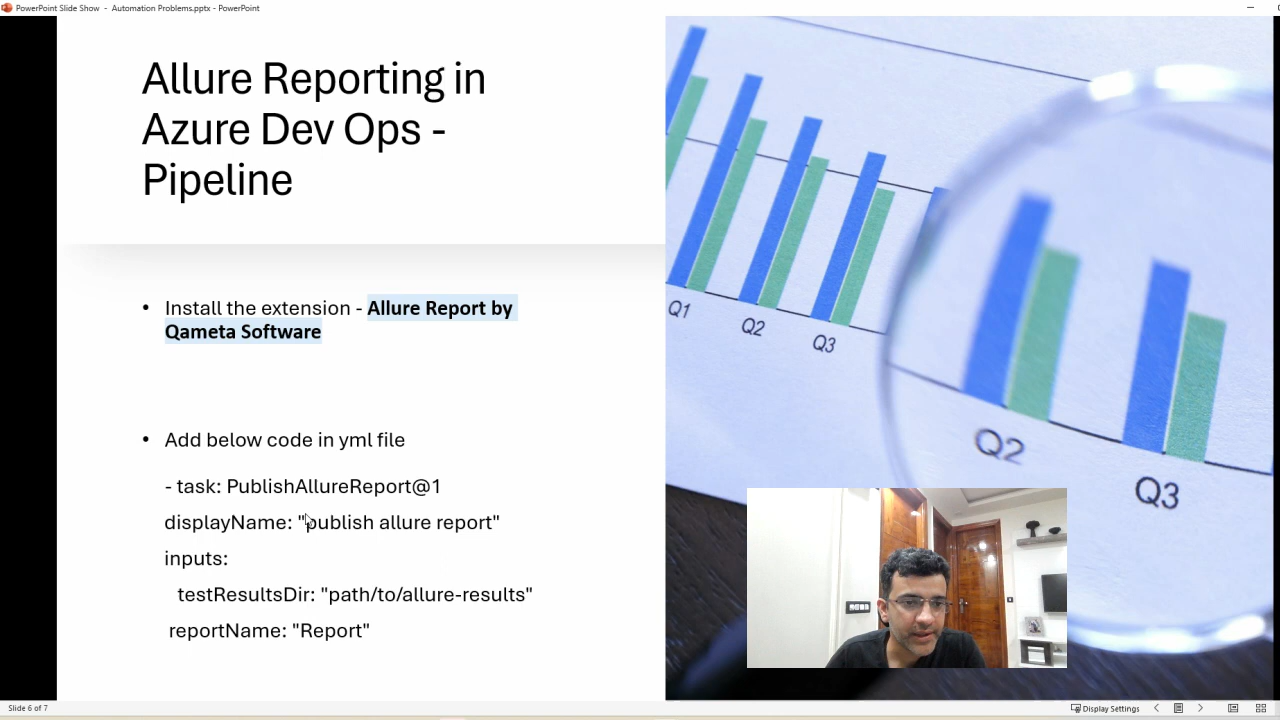 PowerPoint Slide Show - Automation Problems.pptx - PowerPoint
Allure Reporting in
Azure Dev Ops -
Pipeline
• Install the extension - Allure Report by
Qameta Software
• Add below code in yml file
- task: PublishAllureReport@1
displayName: "publish allure report"
inputs:
testResultsDir: "path/to/allure-results"
reportName: "Report"
Q1
Q2
Q3
Q2
Q3
Slide 6 of 7
Display Settings